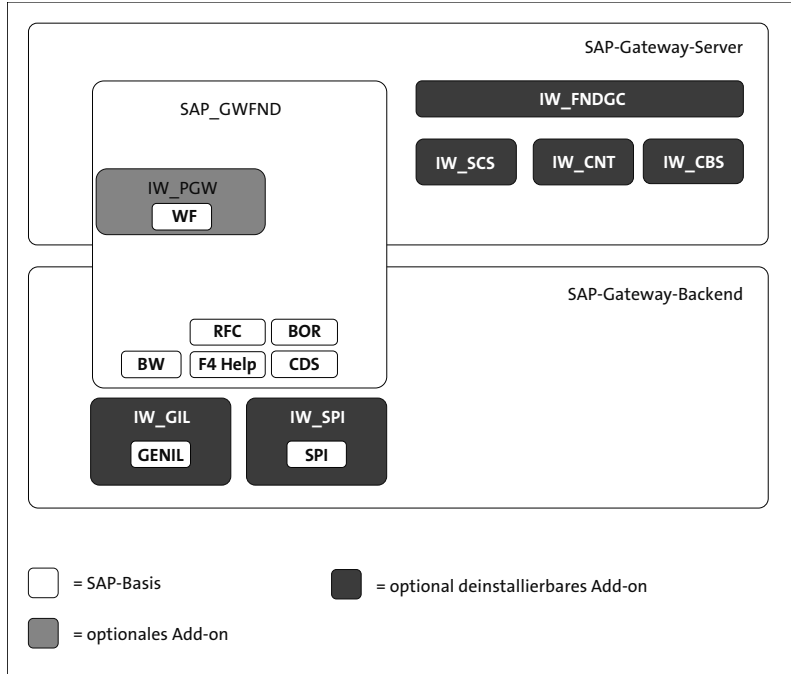 SAP-Gateway-Server
SAP_GWFND
IW_FNDGC
IW_SCS
IW_CNT
IW_CBS
IW_PGW
WF
SAP-Gateway-Backend
RFC
BOR
BW
F4 Help
CDS
IW_GIL
IW_SPI
GENIL
SPI
= SAP-Basis
= optional deinstallierbares Add-on
= optionales Add-on